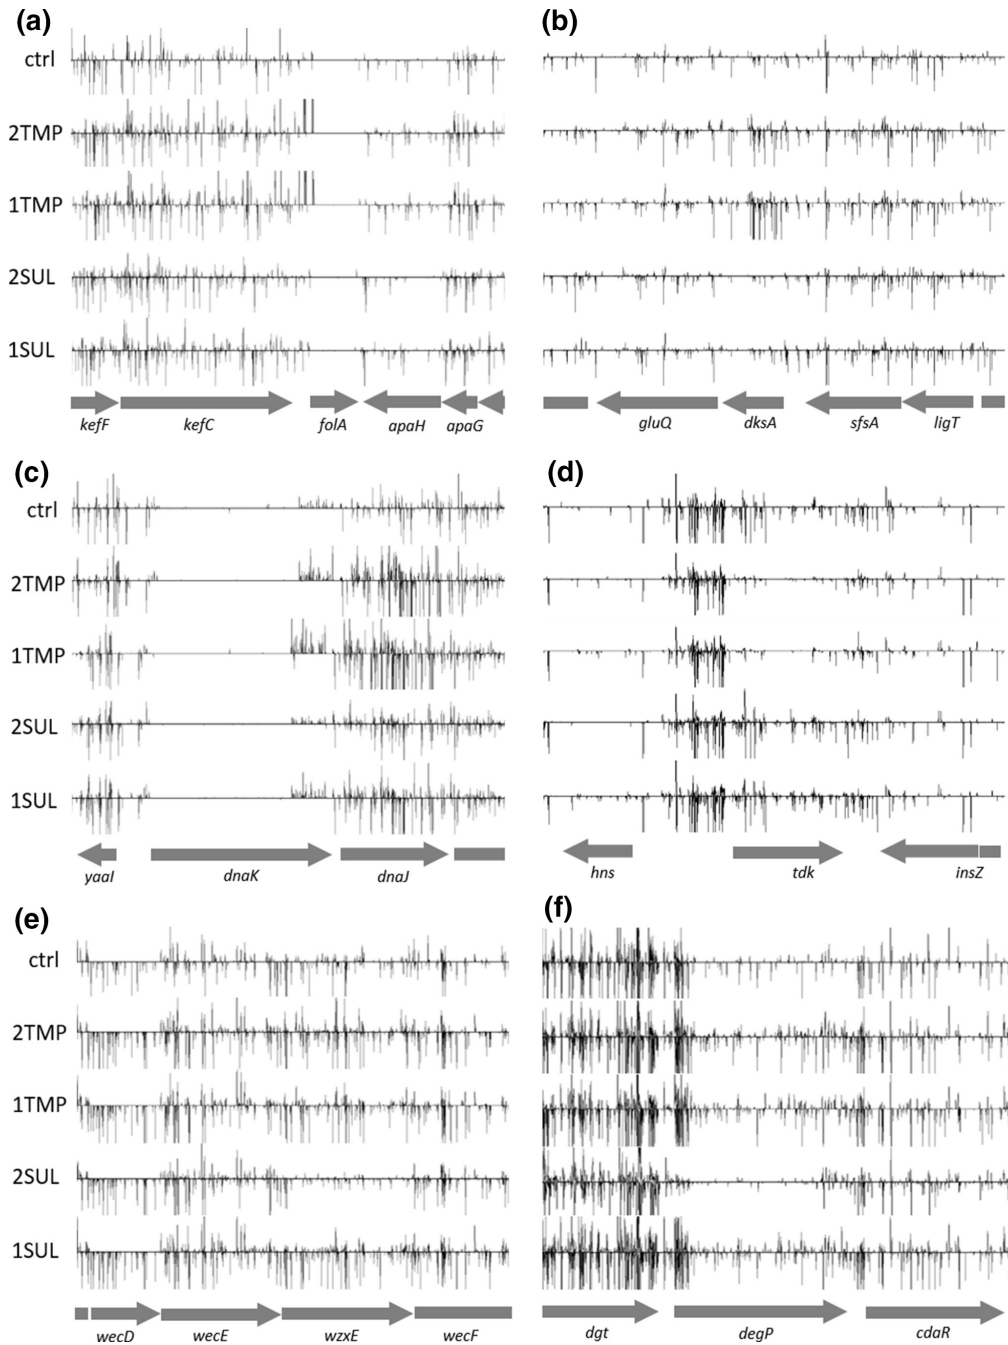 (a)
ctrl
2TMP
1TMP
2SUL
1SUL
kefF kefC folA apaH apaG
(b)
gluQ dksA sfsA ligT
(c)
ctrl
2TMP
1TMP
2SUL
1SUL
yaaI dnaK dnaJ
(d)
hns tdk insZ
(e)
ctrl
2TMP
1TMP
2SUL
1SUL
wecD wecE wzxE wecF
(f)
dgt degP cdaR